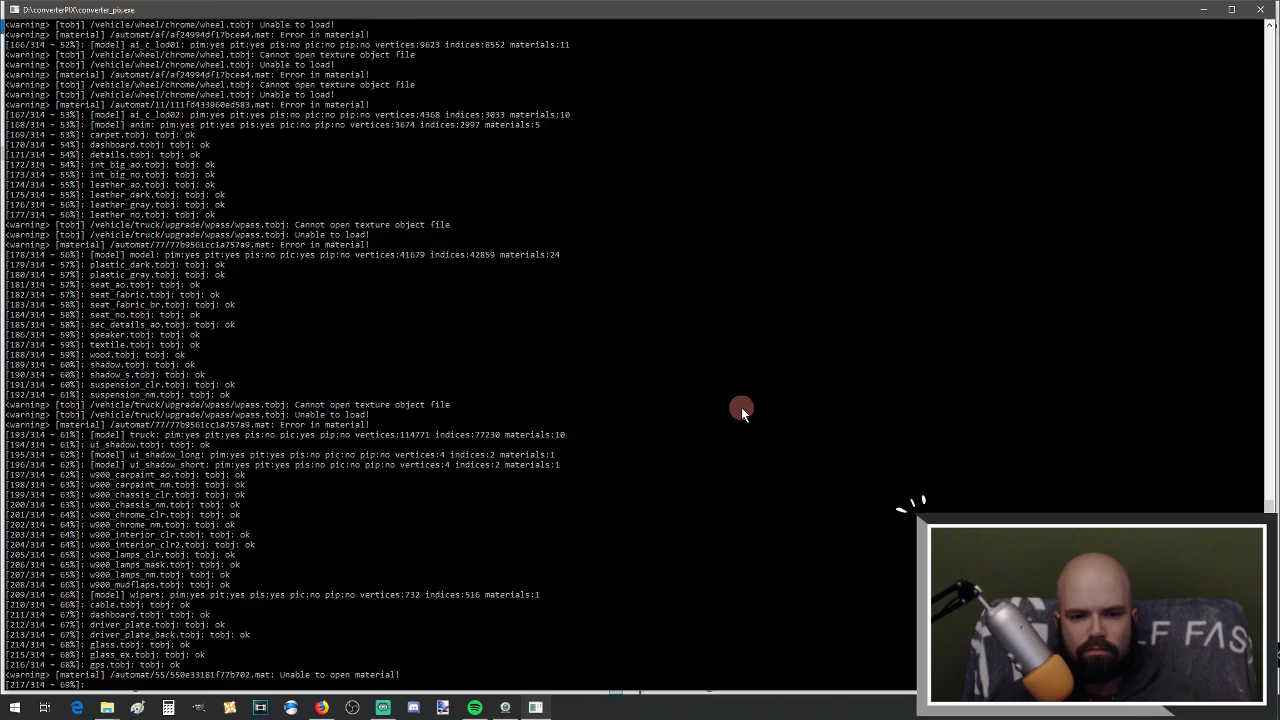 D:\converterPIX\converter_pix.exe
<warning> [tobj] /vehicle/wheel/chrome/wheel.tobj: Unable to load!
<warning> [material] /automat/af/af24994df17bcea4.mat: Error in material!
[166/314 - 52%]: [model] ai_c_lod01: pim:yes pit:yes pis:no pic:no pip:no vertices:9623 indices:8552 materials:11
<warning> [tobj] /vehicle/wheel/chrome/wheel.tobj: Cannot open texture object file
<warning> [tobj] /vehicle/wheel/chrome/wheel.tobj: Unable to load!
<warning> [material] /automat/af/af24994df17bcea4.mat: Error in material!
<warning> [tobj] /vehicle/wheel/chrome/wheel.tobj: Cannot open texture object file
<warning> [tobj] /vehicle/wheel/chrome/wheel.tobj: Unable to load!
<warning> [material] /automat/11/111fd433960ed583.mat: Error in material!
[167/314 - 53%]: [model] ai_c_lod02: pim:yes pit:yes pis:no pic:no pip:no vertices:4368 indices:3033 materials:10
[168/314 - 53%]: [model] anim: pim:yes pit:yes pis:yes pic:no pip:no vertices:3674 indices:2997 materials:5
[169/314 - 53%]: carpet.tobj: tobj: ok
[170/314 - 54%]: dashboard.tobj: tobj: ok
[171/314 - 54%]: details.tobj: tobj: ok
[172/314 - 54%]: int_big_ao.tobj: tobj: ok
[173/314 - 55%]: int_big_no.tobj: tobj: ok
[174/314 - 55%]: leather_ao.tobj: tobj: ok
[175/314 - 55%]: leather_dark.tobj: tobj: ok
[176/314 - 56%]: leather_gray.tobj: tobj: ok
[177/314 - 56%]: leather_no.tobj: tobj: ok
<warning> [tobj] /vehicle/truck/upgrade/wpass/wpass.tobj: Cannot open texture object file
<warning> [tobj] /vehicle/truck/upgrade/wpass/wpass.tobj: Unable to load!
<warning> [material] /automat/77/77b9561cc1a757a9.mat: Error in material!
[178/314 - 56%]: [model] model: pim:yes pit:yes pis:no pic:yes pip:no vertices:41679 indices:42859 materials:24
[179/314 - 57%]: plastic_dark.tobj: tobj: ok
[180/314 - 57%]: plastic_gray.tobj: tobj: ok
[181/314 - 57%]: seat_ao.tobj: tobj: ok
[182/314 - 57%]: seat_fabric.tobj: tobj: ok
[183/314 - 58%]: seat_fabric_br.tobj: tobj: ok
[184/314 - 58%]: seat_no.tobj: tobj: ok
[185/314 - 58%]: sec_details_ao.tobj: tobj: ok
[186/314 - 59%]: speaker.tobj: tobj: ok
[187/314 - 59%]: textile.tobj: tobj: ok
[188/314 - 59%]: wood.tobj: tobj: ok
[189/314 - 60%]: shadow.tobj: tobj: ok
[190/314 - 60%]: shadow_s.tobj: tobj: ok
[191/314 - 60%]: suspension_clr.tobj: tobj: ok
[192/314 - 61%]: suspension_nm.tobj: tobj: ok
<warning> [tobj] /vehicle/truck/upgrade/wpass/wpass.tobj: Cannot open texture object file
<warning> [tobj] /vehicle/truck/upgrade/wpass/wpass.tobj: Unable to load!
<warning> [material] /automat/77/77b9561cc1a757a9.mat: Error in material!
[193/314 - 61%]: [model] truck: pim:yes pit:yes pis:no pic:yes pip:no vertices:114771 indices:77230 materials:10
[194/314 - 61%]: ui_shadow.tobj: tobj: ok
[195/314 - 62%]: [model] ui_shadow_long: pim:yes pit:yes pis:no pic:no pip:no vertices:4 indices:2 materials:1
[196/314 - 62%]: [model] ui_shadow_short: pim:yes pit:yes pis:no pic:no pip:no vertices:4 indices:2 materials:1
[197/314 - 62%]: w900_carpaint_ao.tobj: tobj: ok
[198/314 - 63%]: w900_carpaint_nm.tobj: tobj: ok
[199/314 - 63%]: w900_chassis_clr.tobj: tobj: ok
[200/314 - 63%]: w900_chassis_nm.tobj: tobj: ok
[201/314 - 64%]: w900_chrome_clr.tobj: tobj: ok
[202/314 - 64%]: w900_chrome_nm.tobj: tobj: ok
[203/314 - 64%]: w900_interior_clr.tobj: tobj: ok
[204/314 - 64%]: w900_interior_clr2.tobj: tobj: ok
[205/314 - 65%]: w900_lamps_clr.tobj: tobj: ok
[206/314 - 65%]: w900_lamps_mask.tobj: tobj: ok
[207/314 - 65%]: w900_lamps_nm.tobj: tobj: ok
[208/314 - 66%]: w900_mudflaps.tobj: tobj: ok
[209/314 - 66%]: [model] wipers: pim:yes pit:yes pis:yes pic:no pip:no vertices:732 indices:516 materials:1
[210/314 - 66%]: cable.tobj: tobj: ok
[211/314 - 67%]: dashboard.tobj: tobj: ok
[212/314 - 67%]: driver_plate.tobj: tobj: ok
[213/314 - 67%]: driver_plate_back.tobj: tobj: ok
[214/314 - 68%]: glass.tobj: tobj: ok
[215/314 - 68%]: glass_ex.tobj: tobj: ok
[216/314 - 68%]: gps.tobj: tobj: ok
<warning> [material] /automat/55/550e33181f77b702.mat: Unable to open material!
[217/314 - 69%]: